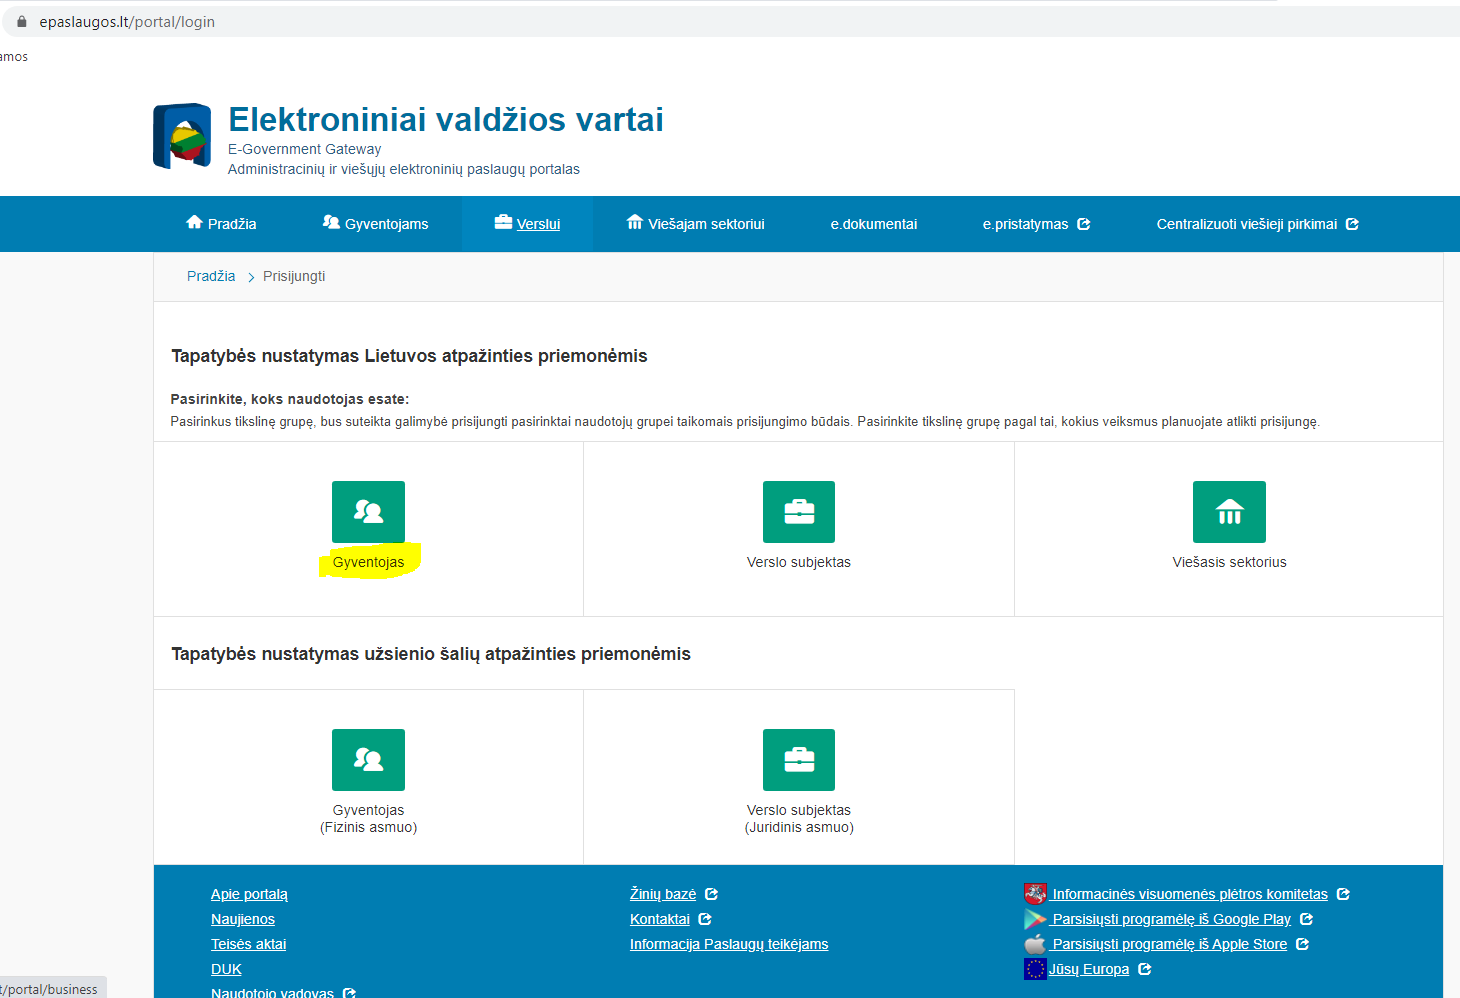 epaslaugos.lt/portal/login
amos
Elektroniniai valdžios vartai
E-Government Gateway
Administracinių ir viešųjų elektroninių paslaugų portalas
Pradžia Gyventojams Verslui Viešajam sektoriui e.dokumentai e.pristatymas Centralizuoti viešieji pirkimai
Pradžia > Prisijungti
Tapatybės nustatymas Lietuvos atpažinties priemonėmis
Pasirinkite, koks naudotojas esate:
Pasirinkus tikslinę grupę, bus suteikta galimybė prisijungti pasirinktai naudotojų grupei taikomais prisijungimo būdais. Pasirinkite tikslinę grupę pagal tai, kokius veiksmus planuojate atlikti prisijungę.
Gyventojas Verslo subjektas Viešasis sektorius
Tapatybės nustatymas užsienio šalių atpažinties priemonėmis
Gyventojas Verslo subjektas
(Fizinis asmuo) (Juridinis asmuo)
Apie portalą Žinių bazė Informacinės visuomenės plėtros komitetas
Naujienos Kontaktai Parsisiųsti programėlę iš Google Play
Teisės aktai Informacija Paslaugų teikėjams Parsisiųsti programėlę iš Apple Store
DUK Jūsų Europa
Naudotojo vadovas
t/portal/business